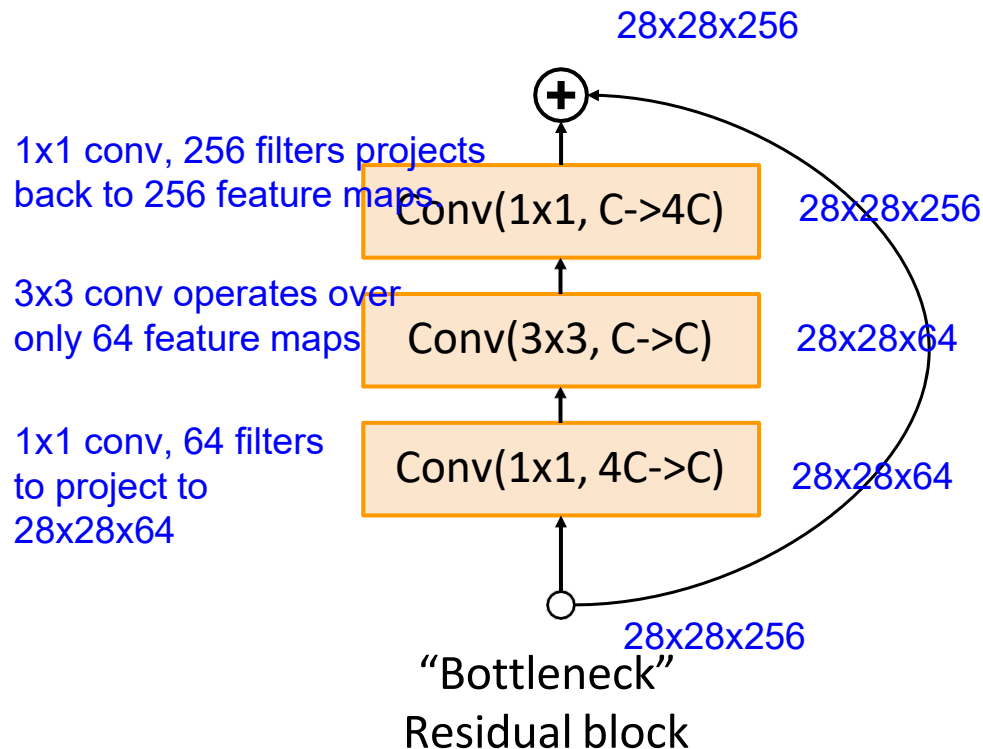 28x28x256
+
1x1 conv, 256 filters projects
back to 256 feature maps.
Conv(1x1, C->4C)
28x28x256
3x3 conv operates over
only 64 feature maps
Conv(3x3, C->C)
28x28x64
1x1 conv, 64 filters
to project to
28x28x64
Conv(1x1, 4C->C)
28x28x64
28x28x256
“Bottleneck”
Residual block